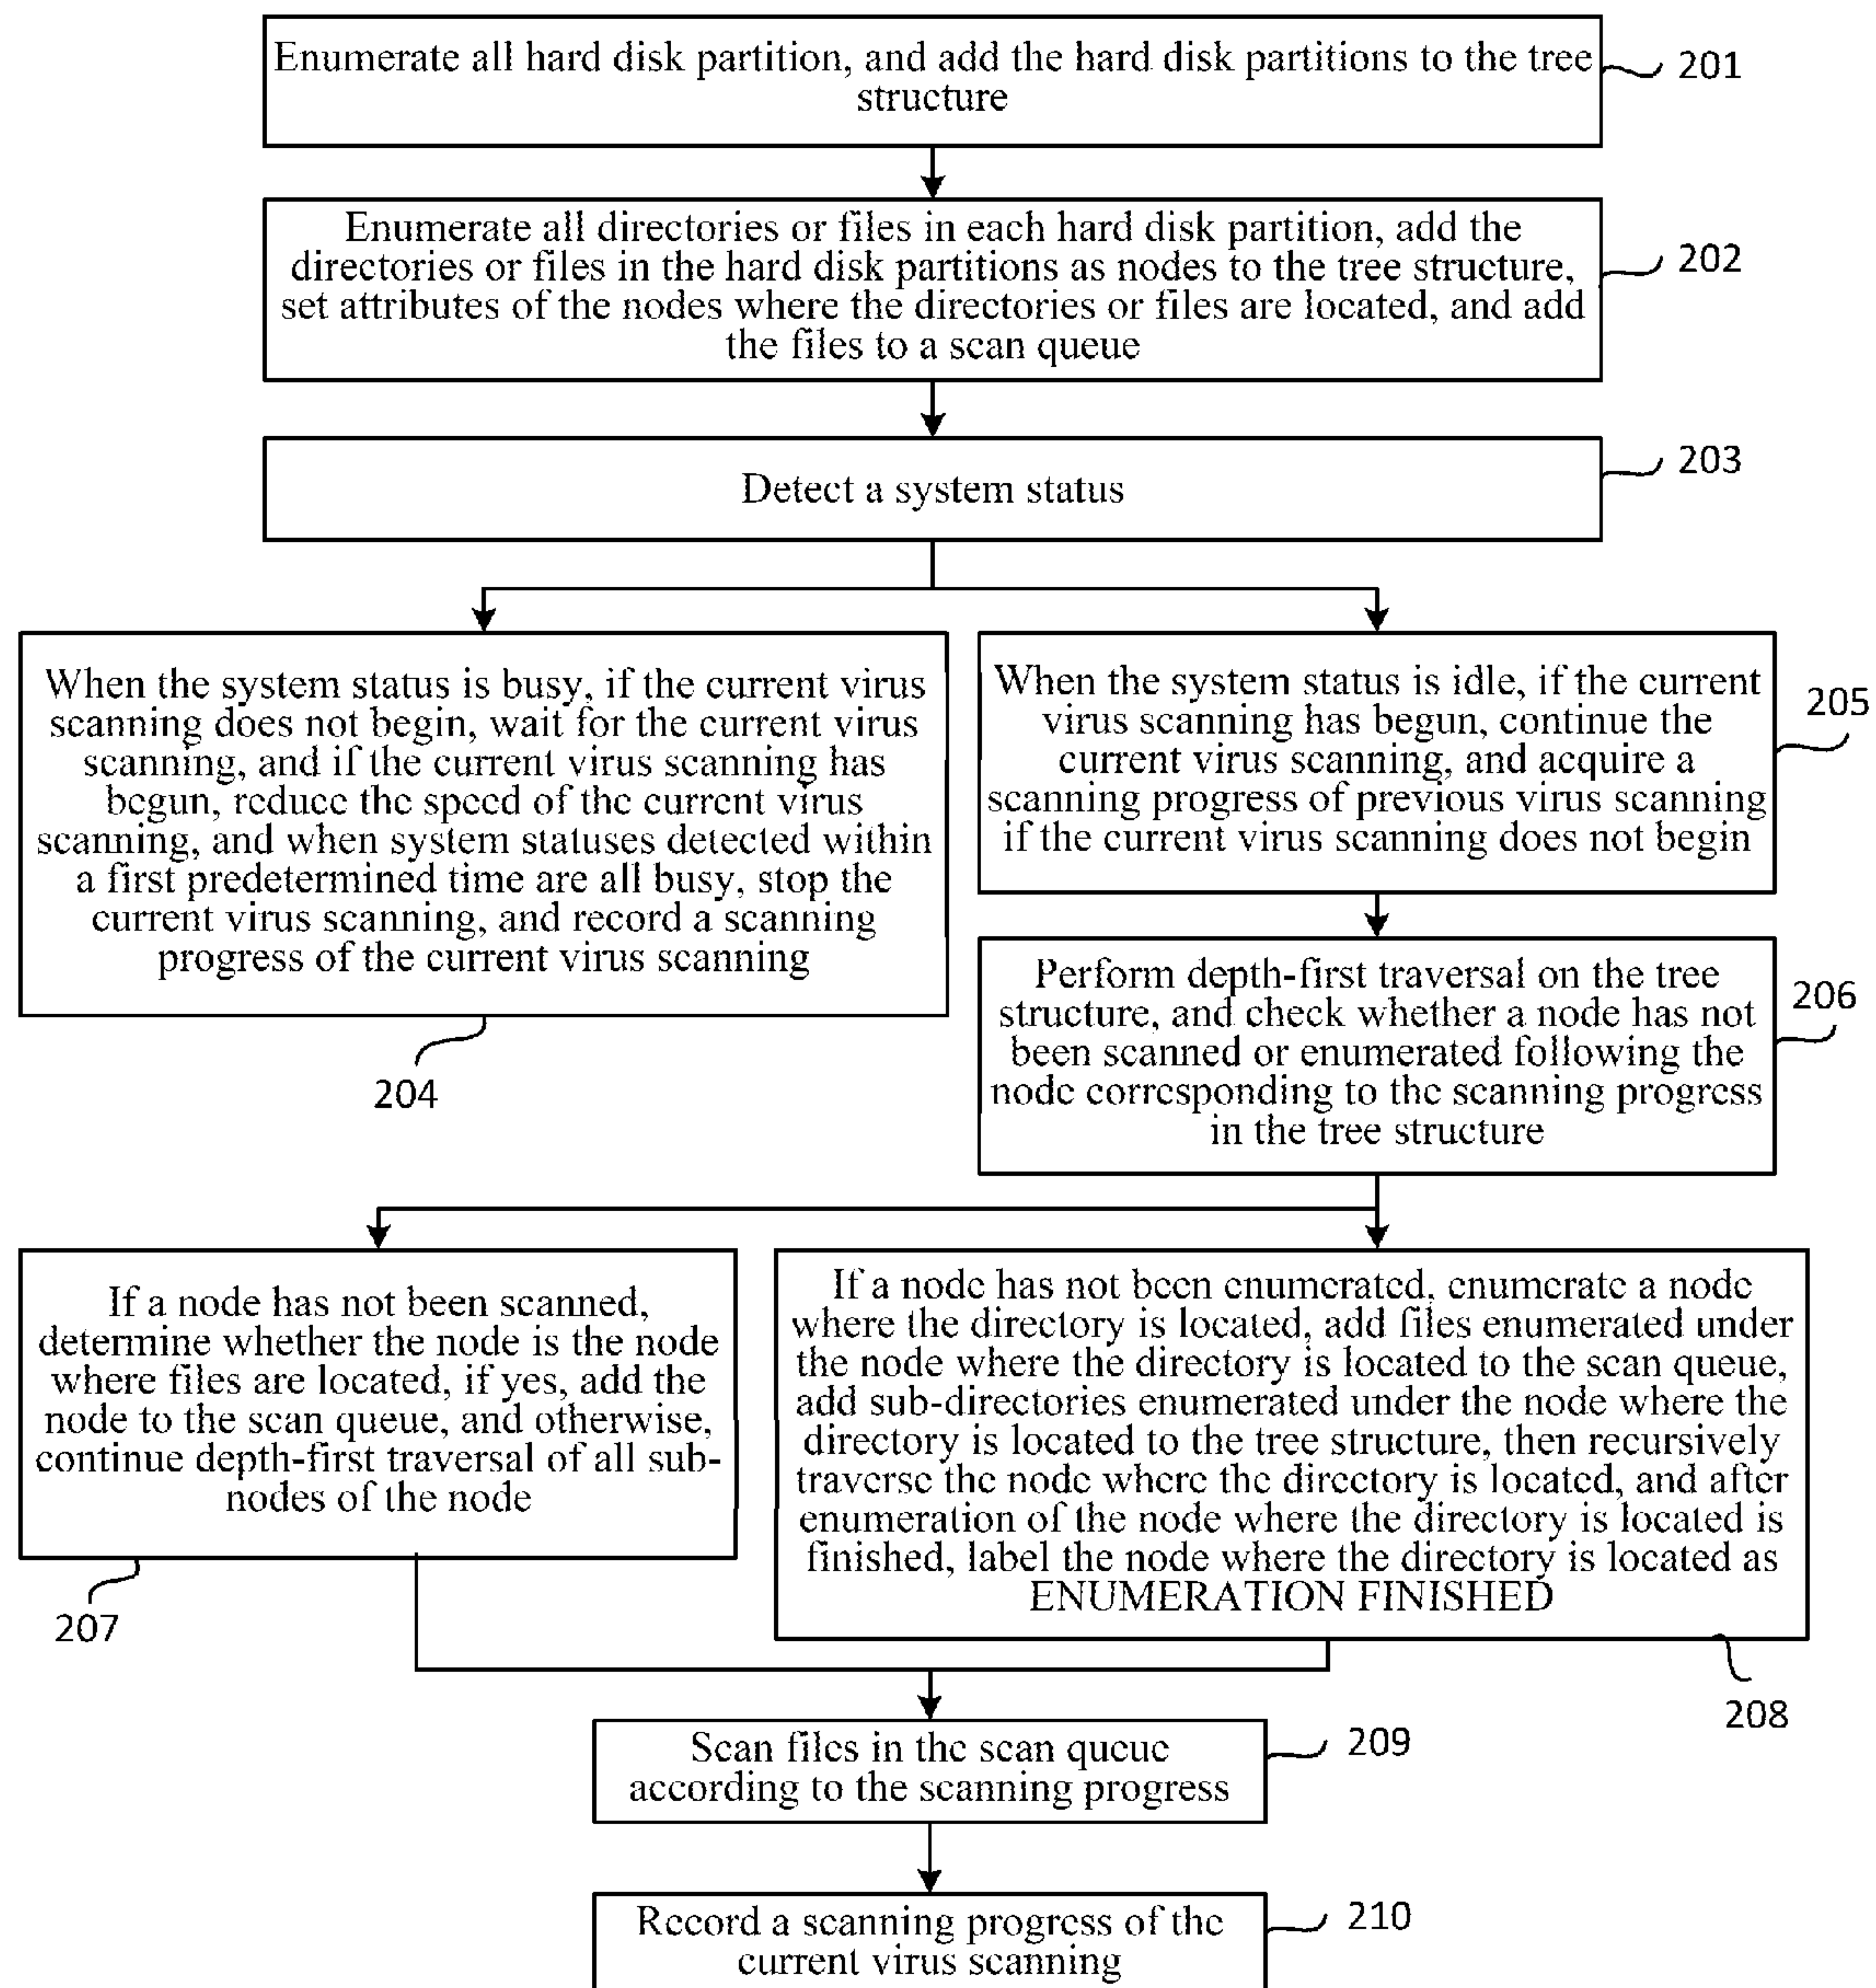 Enumerate all hard disk partition, and add the hard disk partitions to the tree
structure
201
Enumerate all directories or files in each hard disk partition, add the
directories or files in the hard disk partitions as nodes to the tree structure,
set attributes of the nodes where the directories or files are located, and add
the files to a scan queue
202
Detect a system status
203
When the system status is busy, if the current virus
scanning does not begin, wait for the current virus
scanning, and if the current virus scanning has
begun, reduce the speed of the current virus
scanning, and when system statuses detected within
a first predetermined time are all busy, stop the
current virus scanning, and record a scanning
progress of the current virus scanning
204
When the system status is idle, if the current
virus scanning has begun, continue the
current virus scanning, and acquire a
scanning progress of previous virus scanning
if the current virus scanning does not begin
205
Perform depth-first traversal on the tree
structure, and check whether a node has not
been scanned or enumerated following the
node corresponding to the scanning progress
in the tree structure
206
If a node has not been scanned,
determine whether the node is the node
where files are located, if yes, add the
node to the scan queue, and otherwise,
continue depth-first traversal of all sub-
nodes of the node
207
If a node has not been enumerated, enumerate a node
where the directory is located, add files enumerated under
the node where the directory is located to the scan queue,
add sub-directories enumerated under the node where the
directory is located to the tree structure, then recursively
traverse the node where the directory is located, and after
enumeration of the node where the directory is located is
finished, label the node where the directory is located as
ENUMERATION FINISHED
208
Scan files in the scan queue
according to the scanning progress
209
Record a scanning progress of the
current virus scanning
210